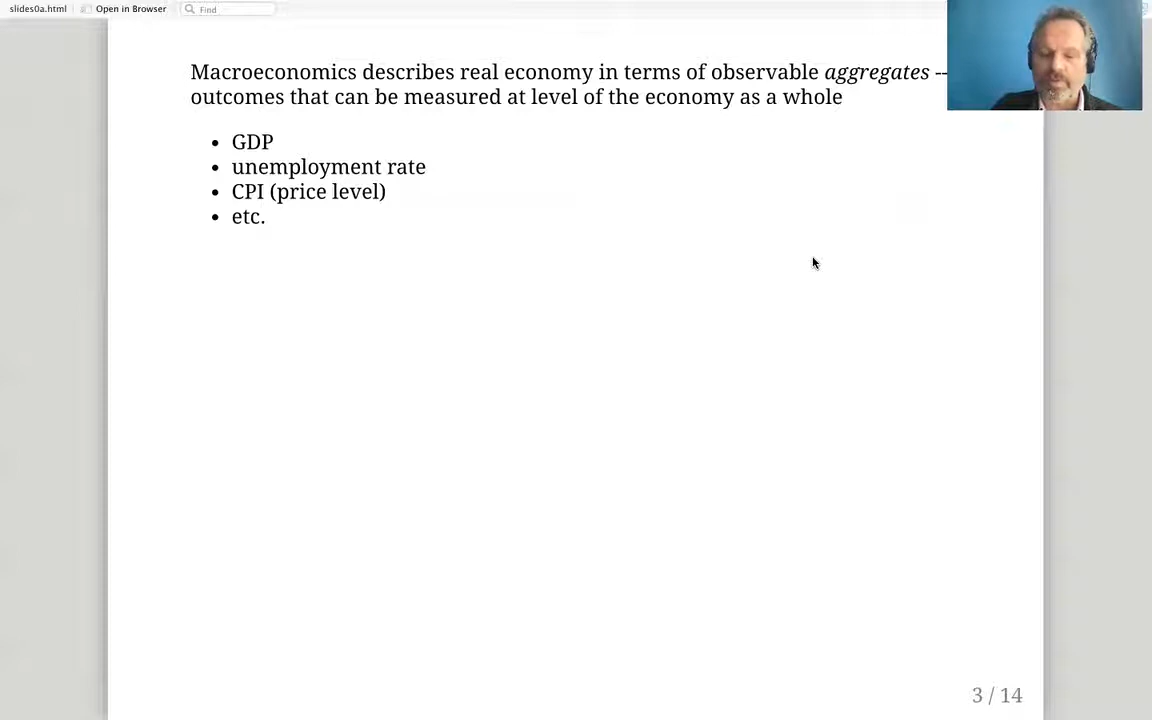 slides0a.html Open in Browser Find
Macroeconomics describes real economy in terms of observable aggregates --
outcomes that can be measured at level of the economy as a whole
• GDP
• unemployment rate
• CPI (price level)
• etc.
3 / 14